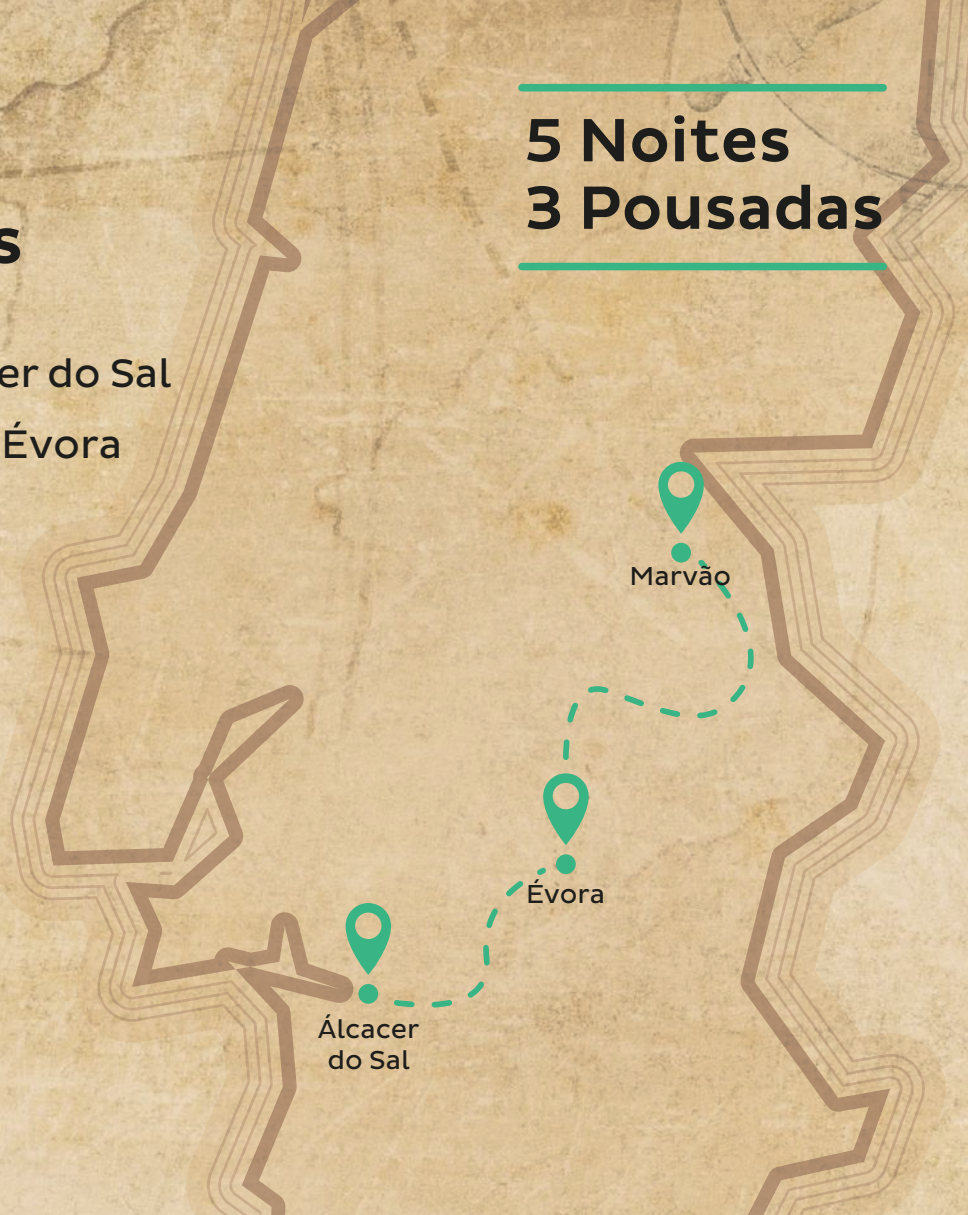 5 Noites
3 Pousadas
s
er do Sal
Évora
Marvão
Évora
Álcacer
do Sal